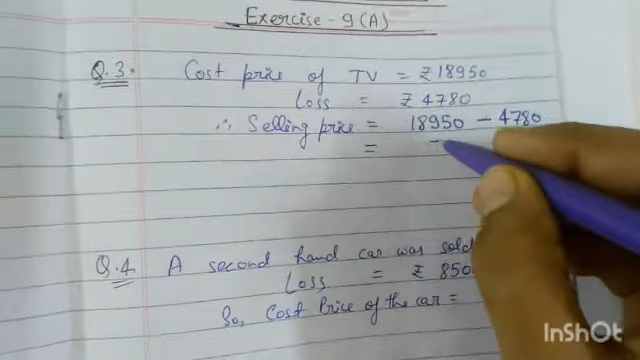 Exercise - 9 (A)
Q.3. Cost price of TV = ₹18950
Loss = ₹ 4780
∴ Selling price = 18950 - 4780
=
Q.4 A second hand car was sold
Loss = ₹ 850
So, Cost Price of the car =
InShOt